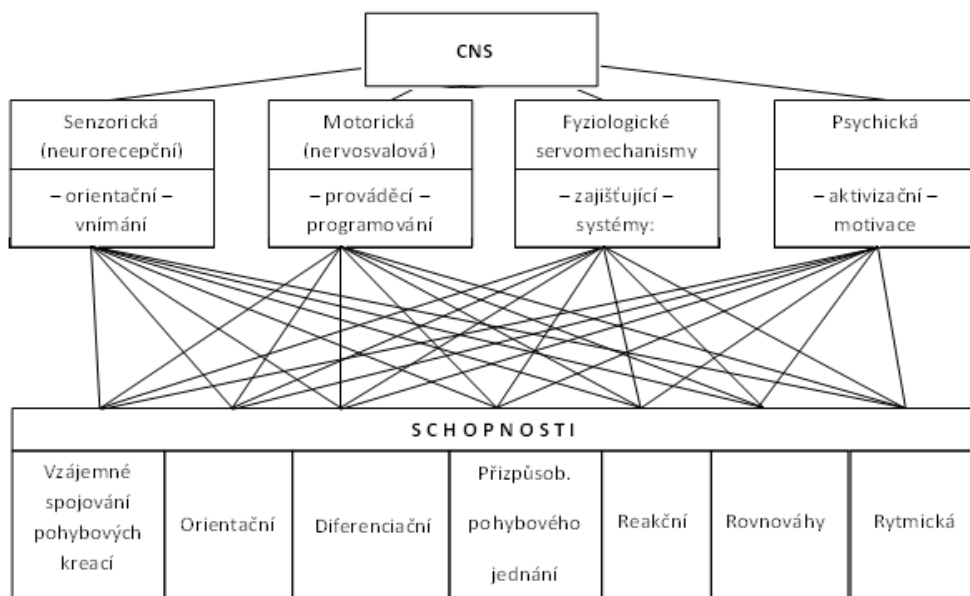 CNS
Senzorická
(neurorecepční)
– orientační –
vnímání
Motorická
(nervosvalová)
– prováděcí –
programování
Fyziologické
servomechanismy
– zajišťující –
systémy:
Psychická
– aktivizační –
motivace
SCHOPNOSTI
Vzájemné
spojování
pohybových
kreací
Orientační
Diferenciační
Přizpůsob.
pohybového
jednání
Reakční
Rovnováhy
Rytmická